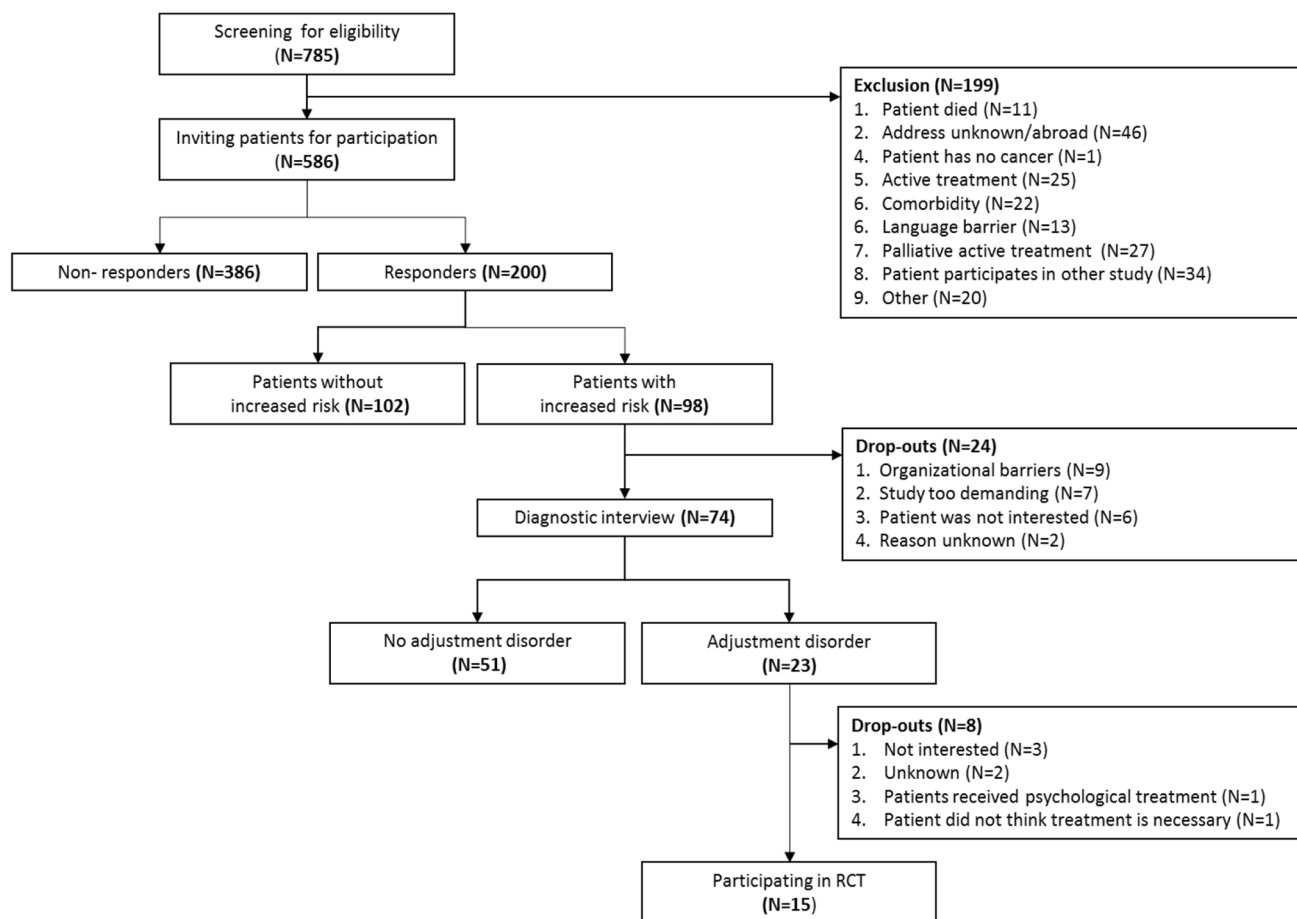 Screening for eligibility
(N=785)
Exclusion (N=199)
1. Patient died (N=11)
2. Address unknown/abroad (N=46)
4. Patient has no cancer (N=1)
5. Active treatment (N=25)
6. Comorbidity (N=22)
6. Language barrier (N=13)
7. Palliative active treatment (N=27)
8. Patient participates in other study (N=34)
9. Other (N=20)
Inviting patients for participation
(N=586)
Non- responders (N=386)
Responders (N=200)
Patients without
increased risk (N=102)
Patients with
increased risk (N=98)
Drop-outs (N=24)
1. Organizational barriers (N=9)
2. Study too demanding (N=7)
3. Patient was not interested (N=6)
4. Reason unknown (N=2)
Diagnostic interview (N=74)
No adjustment disorder
(N=51)
Adjustment disorder
(N=23)
Drop-outs (N=8)
1. Not interested (N=3)
2. Unknown (N=2)
3. Patients received psychological treatment (N=1)
4. Patient did not think treatment is necessary (N=1)
Participating in RCT
(N=15)